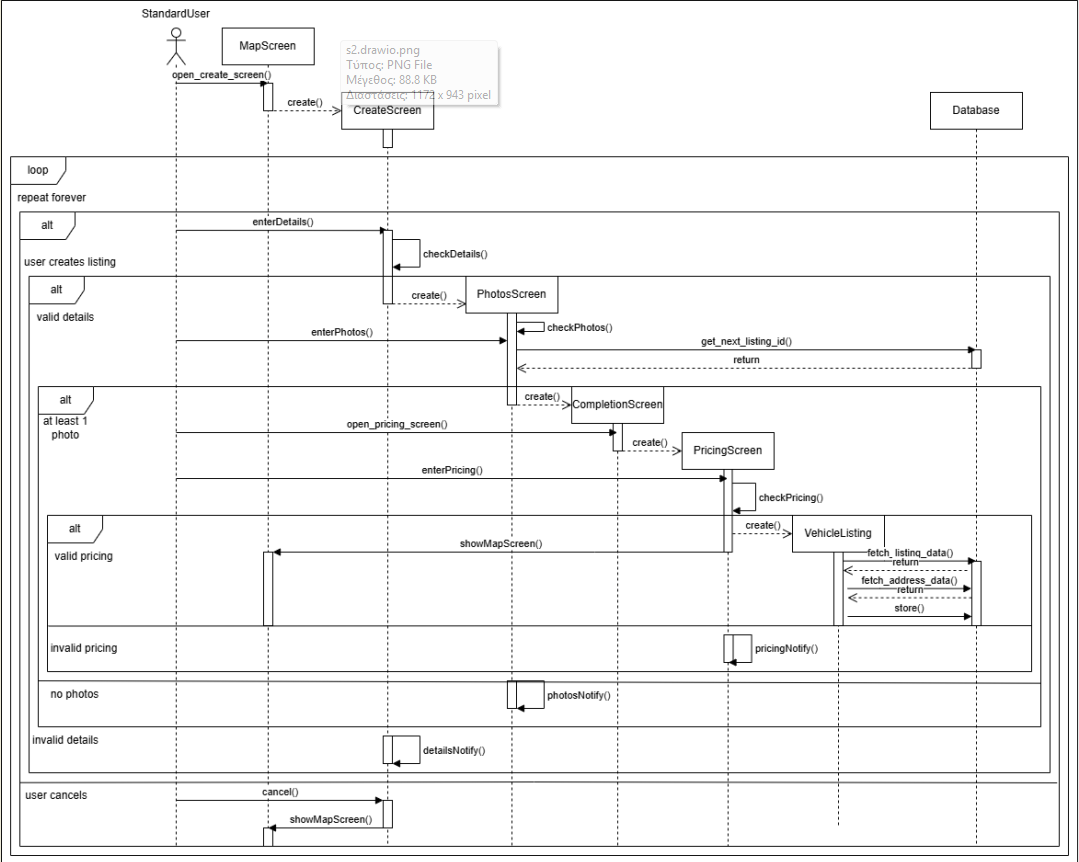 StandardUser
MapScreen
s2.drawio.png
Τύπος: PNG File
Μέγεθος: 88.8 KB
Διαστάσεις: 1172 x 943 pixel
open_create_screen()
create()
CreateScreen
Database
loop
repeat forever
alt
enterDetails()
checkDetails()
user creates listing
alt
create()
PhotosScreen
valid details
enterPhotos()
checkPhotos()
get_next_listing_id()
return
alt
create()
CompletionScreen
at least 1
photo
open_pricing_screen()
create()
PricingScreen
enterPricing()
checkPricing()
alt
create()
VehicleListing
valid pricing
showMapScreen()
fetch_listing_data()
return
fetch_address_data()
return
store()
invalid pricing
pricingNotify()
no photos
photosNotify()
invalid details
detailsNotify()
user cancels
cancel()
showMapScreen()